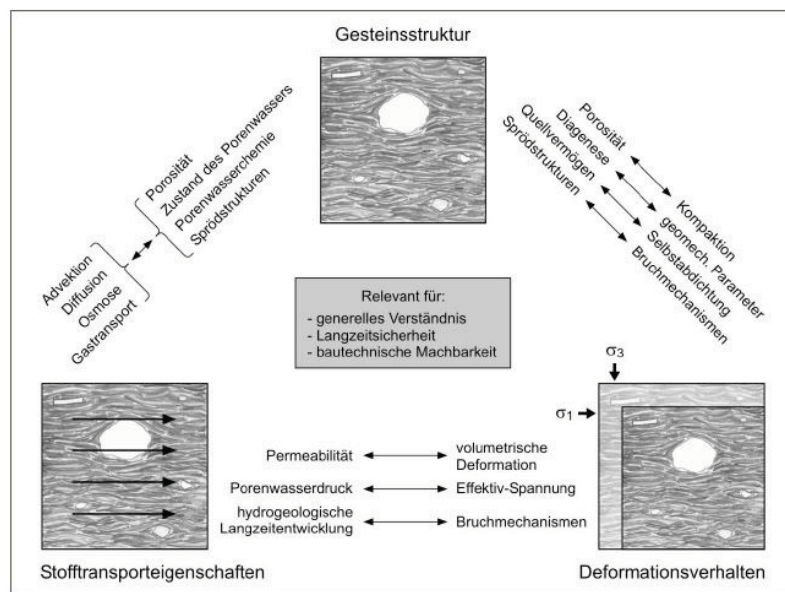 Gesteinsstruktur
Porosität
Zustand des Porenwassers
Porenwasserchemie
Sprödstrukturen
Advektion
Diffusion
Osmose
Gastransport
Porosität
Diagenese
Quellvermögen
Sprödstrukturen
Kompaktion
geomech. Parameter
Selbstabdichtung
Bruchmechanismen
Relevant für:
- generelles Verständnis
- Langzeitsicherheit
- bautechnische Machbarkeit
σ3
σ1
Permeabilität
volumetrische
Deformation
Porenwasserdruck
Effektiv-Spannung
hydrogeologische
Langzeitentwicklung
Bruchmechanismen
Stofftransporteigenschaften
Deformationsverhalten